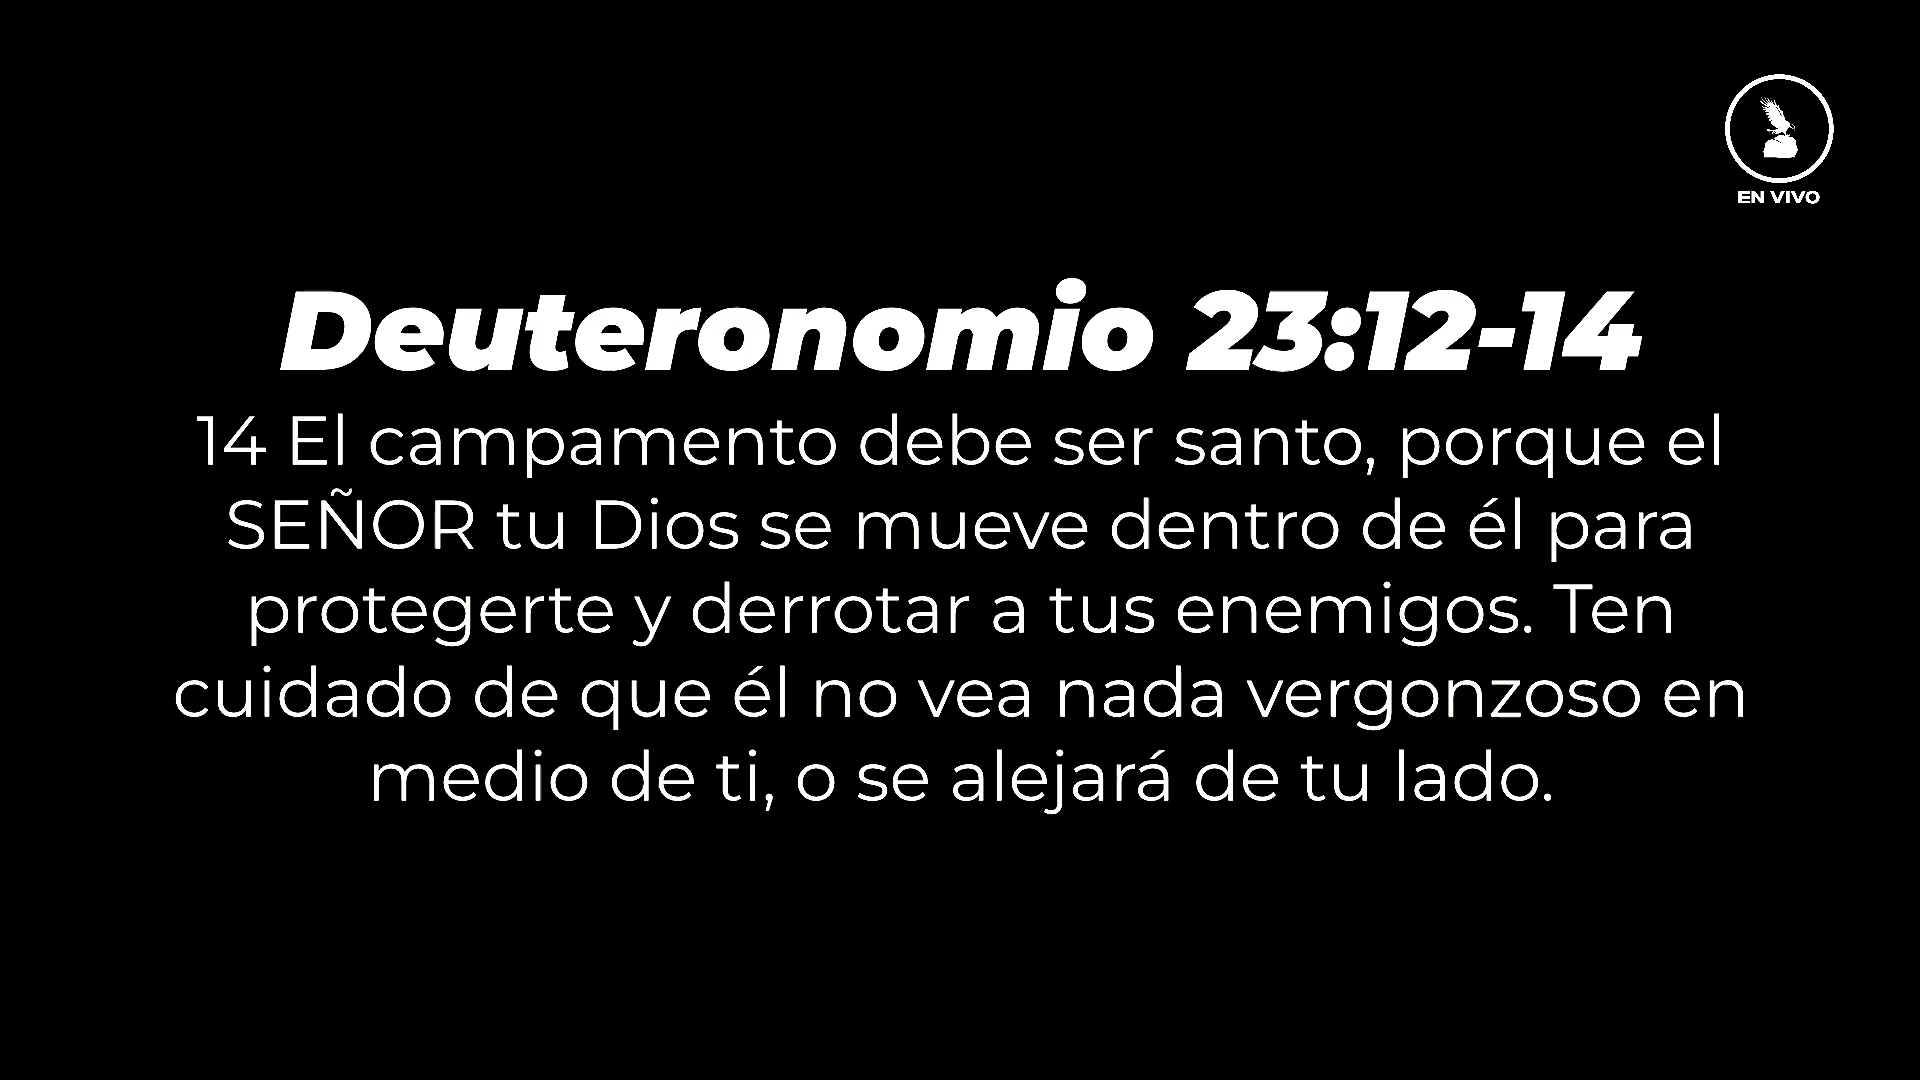 EN VIVO
Deuteronomio 23:12-14
14 El campamento debe ser santo, porque el
SEÑOR tu Dios se mueve dentro de él para
protegerte y derrotar a tus enemigos. Ten
cuidado de que él no vea nada vergonzoso en
medio de ti, o se alejará de tu lado.